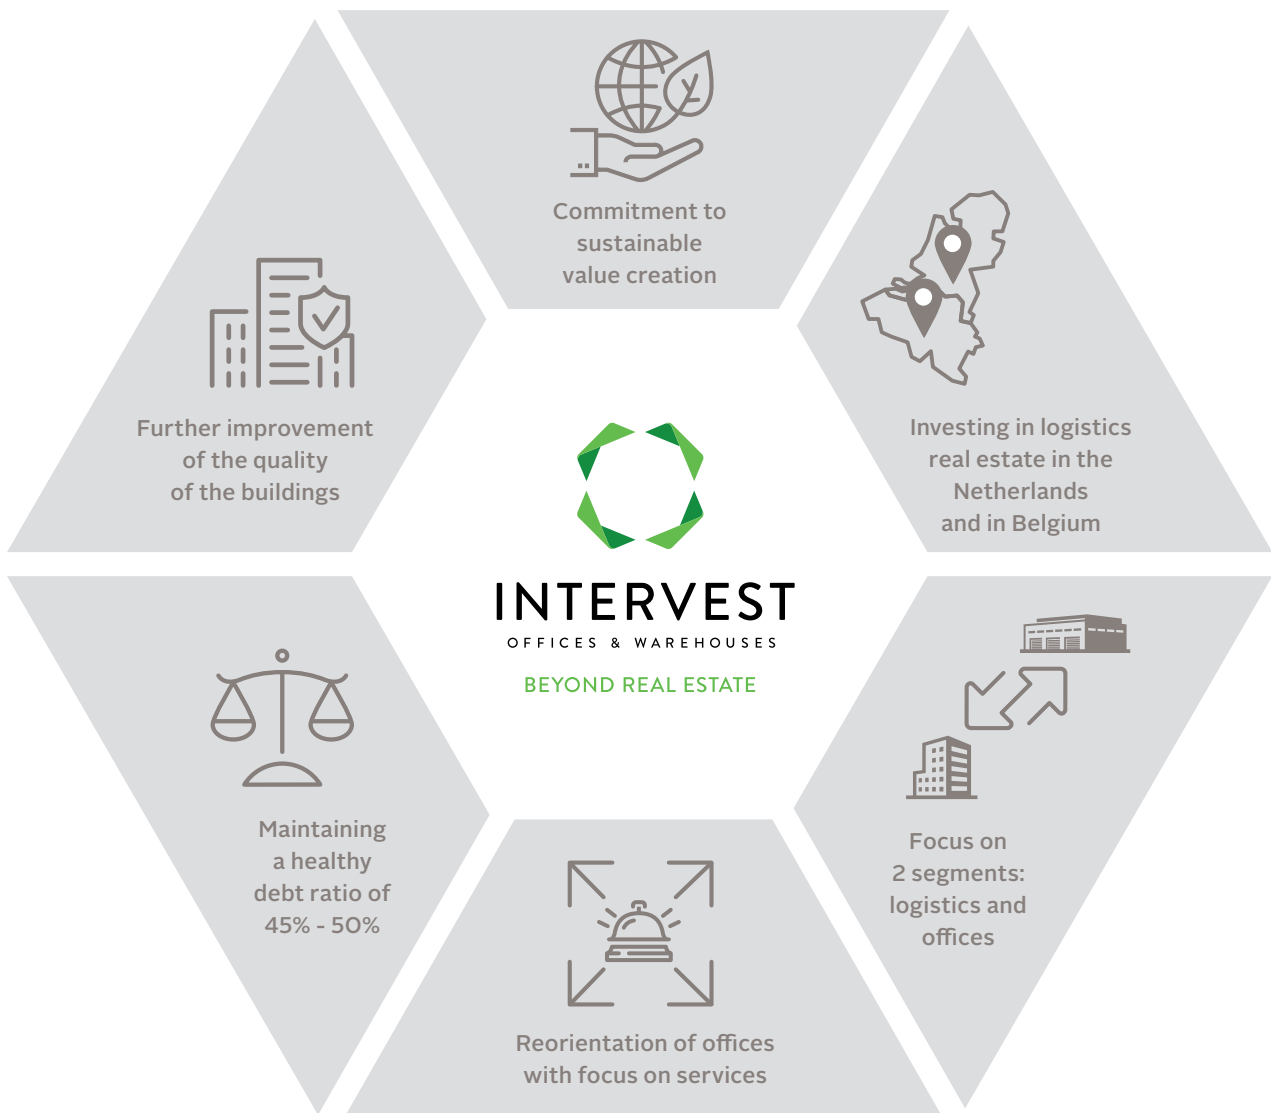 Commitment to
sustainable
value creation
Further improvement
of the quality
of the buildings
Investing in logistics
real estate in the
Netherlands
and in Belgium
INTERVEST
OFFICES & WAREHOUSES
BEYOND REAL ESTATE
Maintaining
a healthy
debt ratio of
45% - 50%
Focus on
2 segments:
logistics and
offices
Reorientation of offices
with focus on services